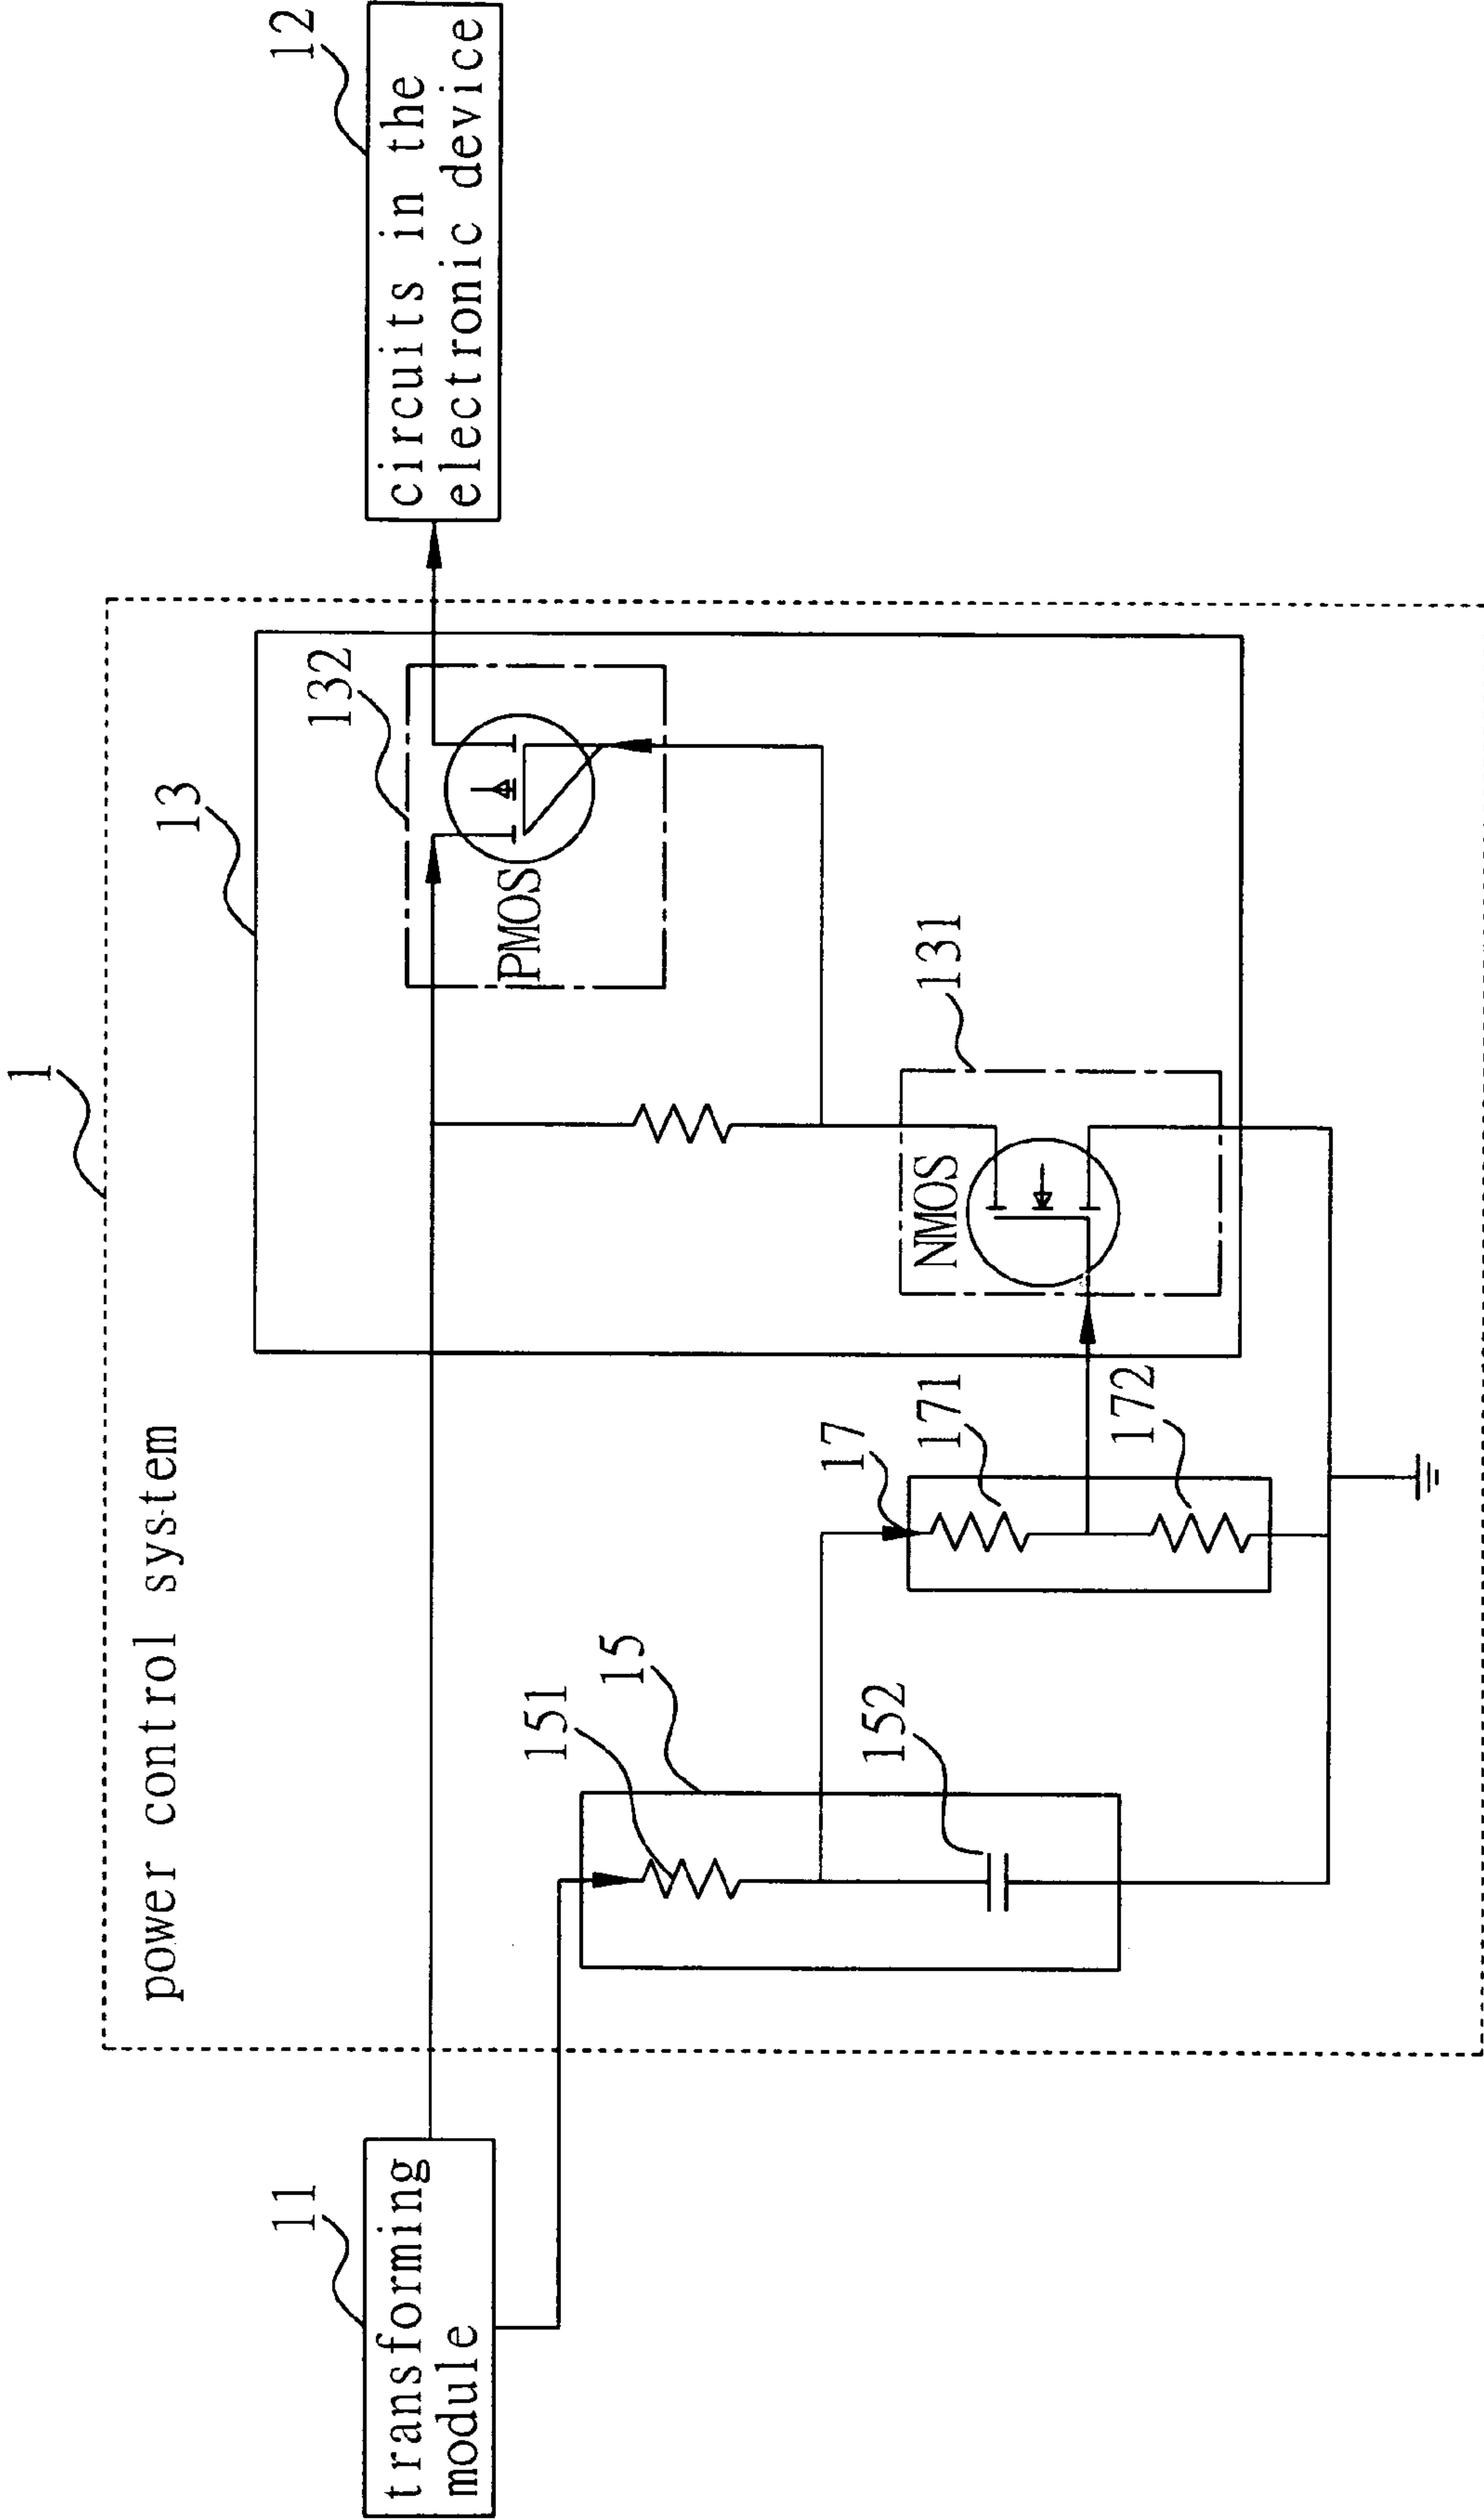 1
power control system
11
transforming
module
12
circuits in the
electronic device
13
132
PMOS
131
NMOS
17
171
172
15
151
152